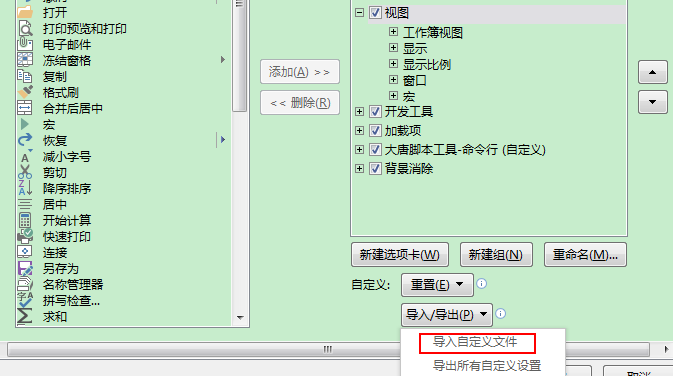 打开
打印预览和打印
电子邮件
冻结窗格
复制
格式刷
合并后居中
宏
恢复
减小字号
剪切
降序排序
居中
开始计算
快速打印
连接
另存为
名称管理器
拼写检查...
求和
添加(A) >>
<< 删除(R)
视图
工作簿视图
显示
显示比例
窗口
宏
开发工具
加载项
大唐脚本工具-命令行 (自定义)
背景消除
新建选项卡(W)
新建组(N)
重命名(M)...
自定义:
重置(E)
导入/导出(P)
导入自定义文件
导出所有自定义设置